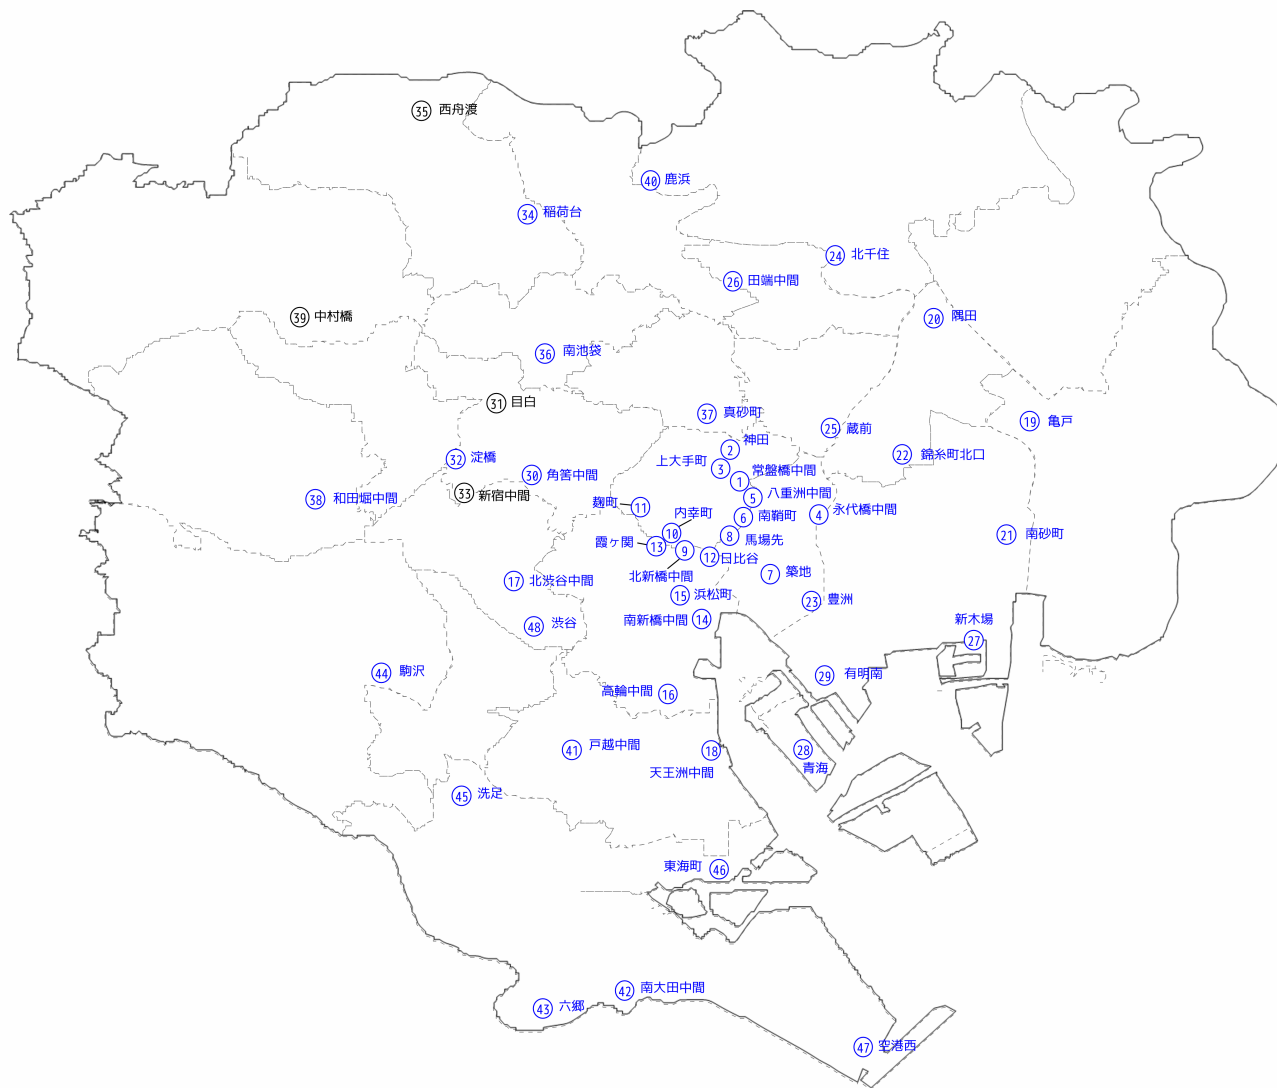 35 西舟渡
40 鹿浜
34 稲荷台
24 北千住
26 田端中間
39 中村橋
20 隅田
36 南池袋
31 目白
37 真砂町
19 亀戸
25 蔵前
2 神田
22 錦糸町北口
32 淀橋
上大手町 3
30 角筈中間
1 常盤橋中間
33 新宿中間
5 八重洲中間
38 和田堀中間
麹町 11
内幸町 10
6 南鞘町
4 永代橋中間
霞ヶ関 13
8 馬場先
21 南砂町
北新橋中間 9
12 日比谷
7 築地
17 北渋谷中間
15 浜松町
23 豊洲
南新橋中間 14
48 渋谷
新木場 27
44 駒沢
29 有明南
高輪中間 16
41 戸越中間
18 天王洲中間
28 青海
45 洗足
東海町 46
42 南大田中間
43 六郷
47 空港西